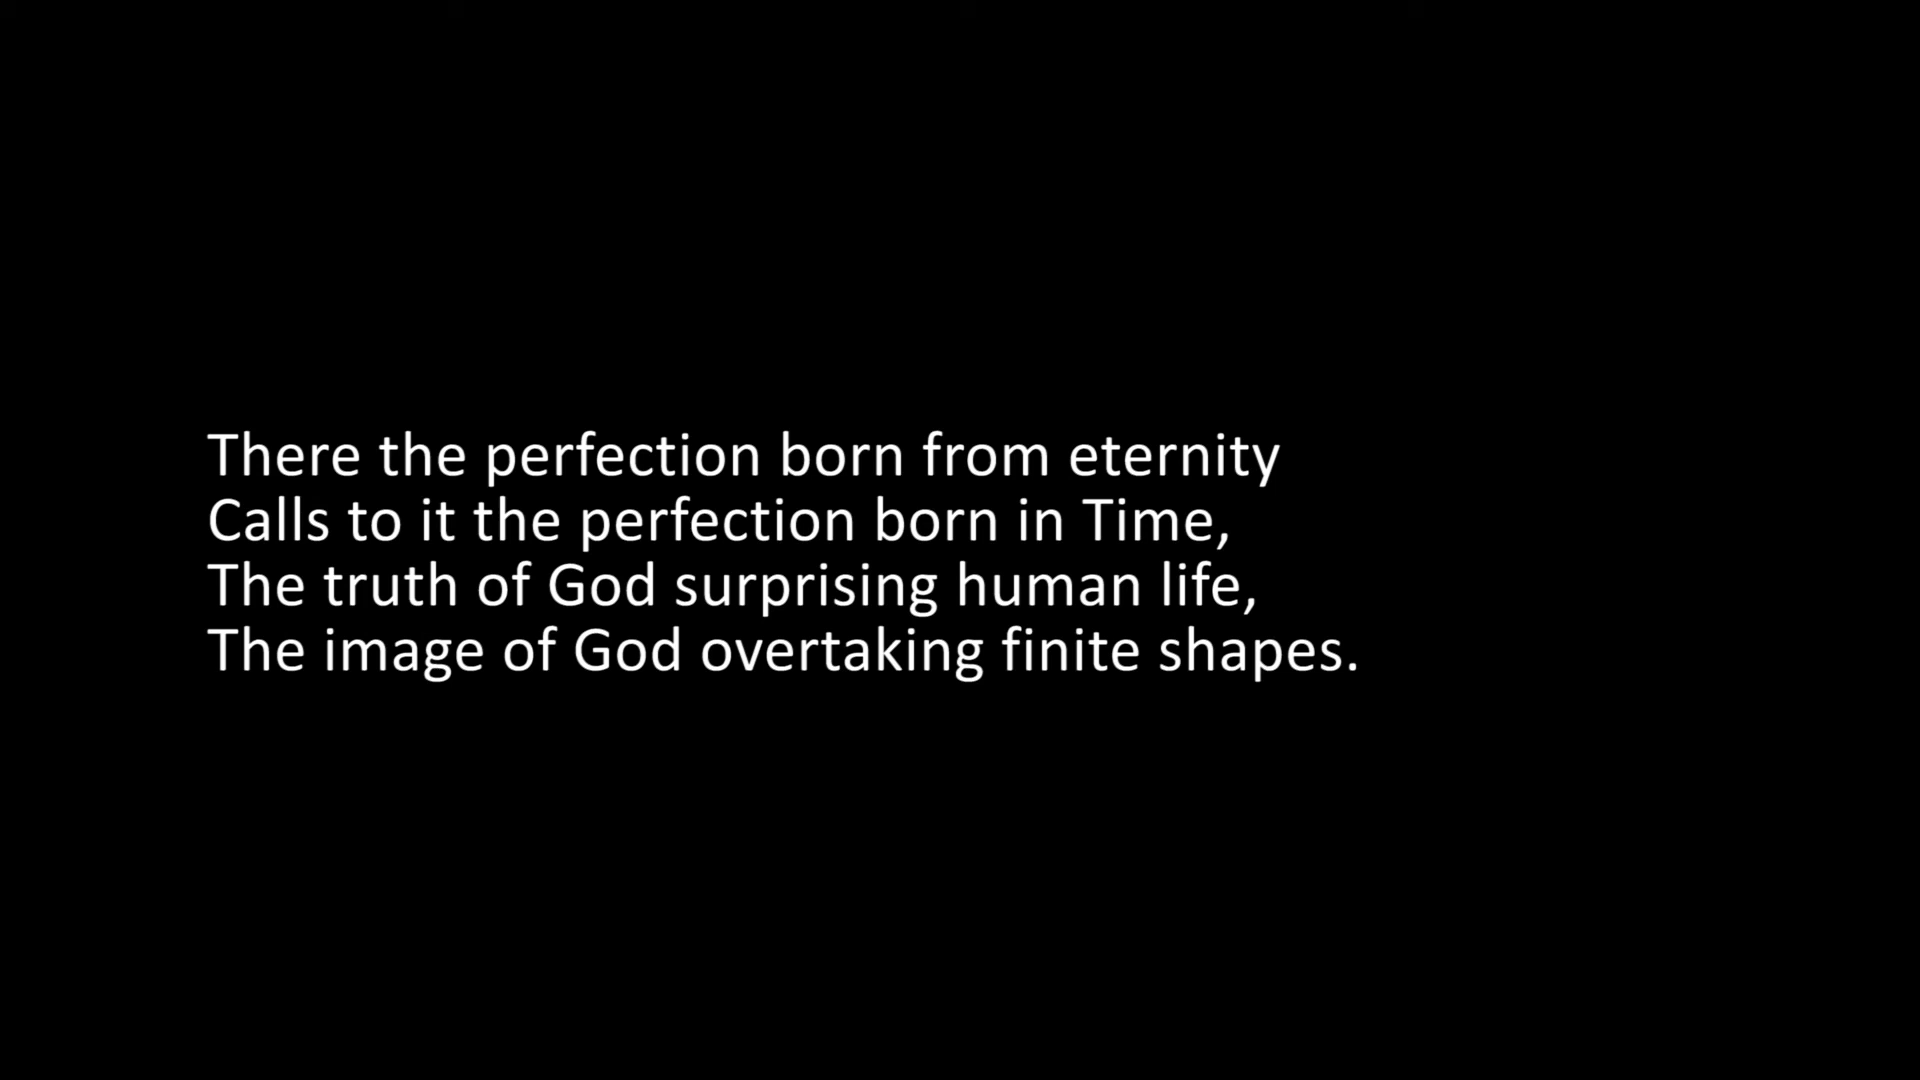 There the perfection born from eternity
Calls to it the perfection born in Time,
The truth of God surprising human life,
The image of God overtaking finite shapes.